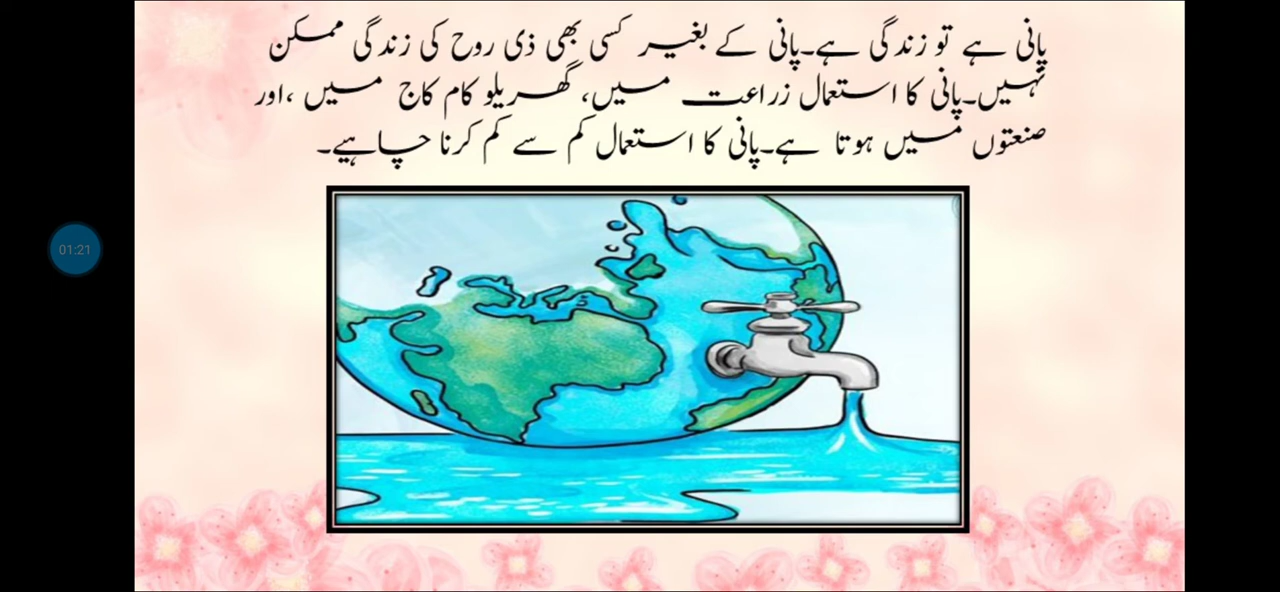 پانی ہے تو زندگی ہے۔پانی کے بغیر کسی بھی ذی روح کی زندگی ممکن
نہیں۔پانی کا استعمال زراعت میں، گھریلو کام کاج میں ،اور
صنعتوں میں ہوتا ہے۔پانی کا استعمال کم سے کم کرنا چاہیے۔
01:21